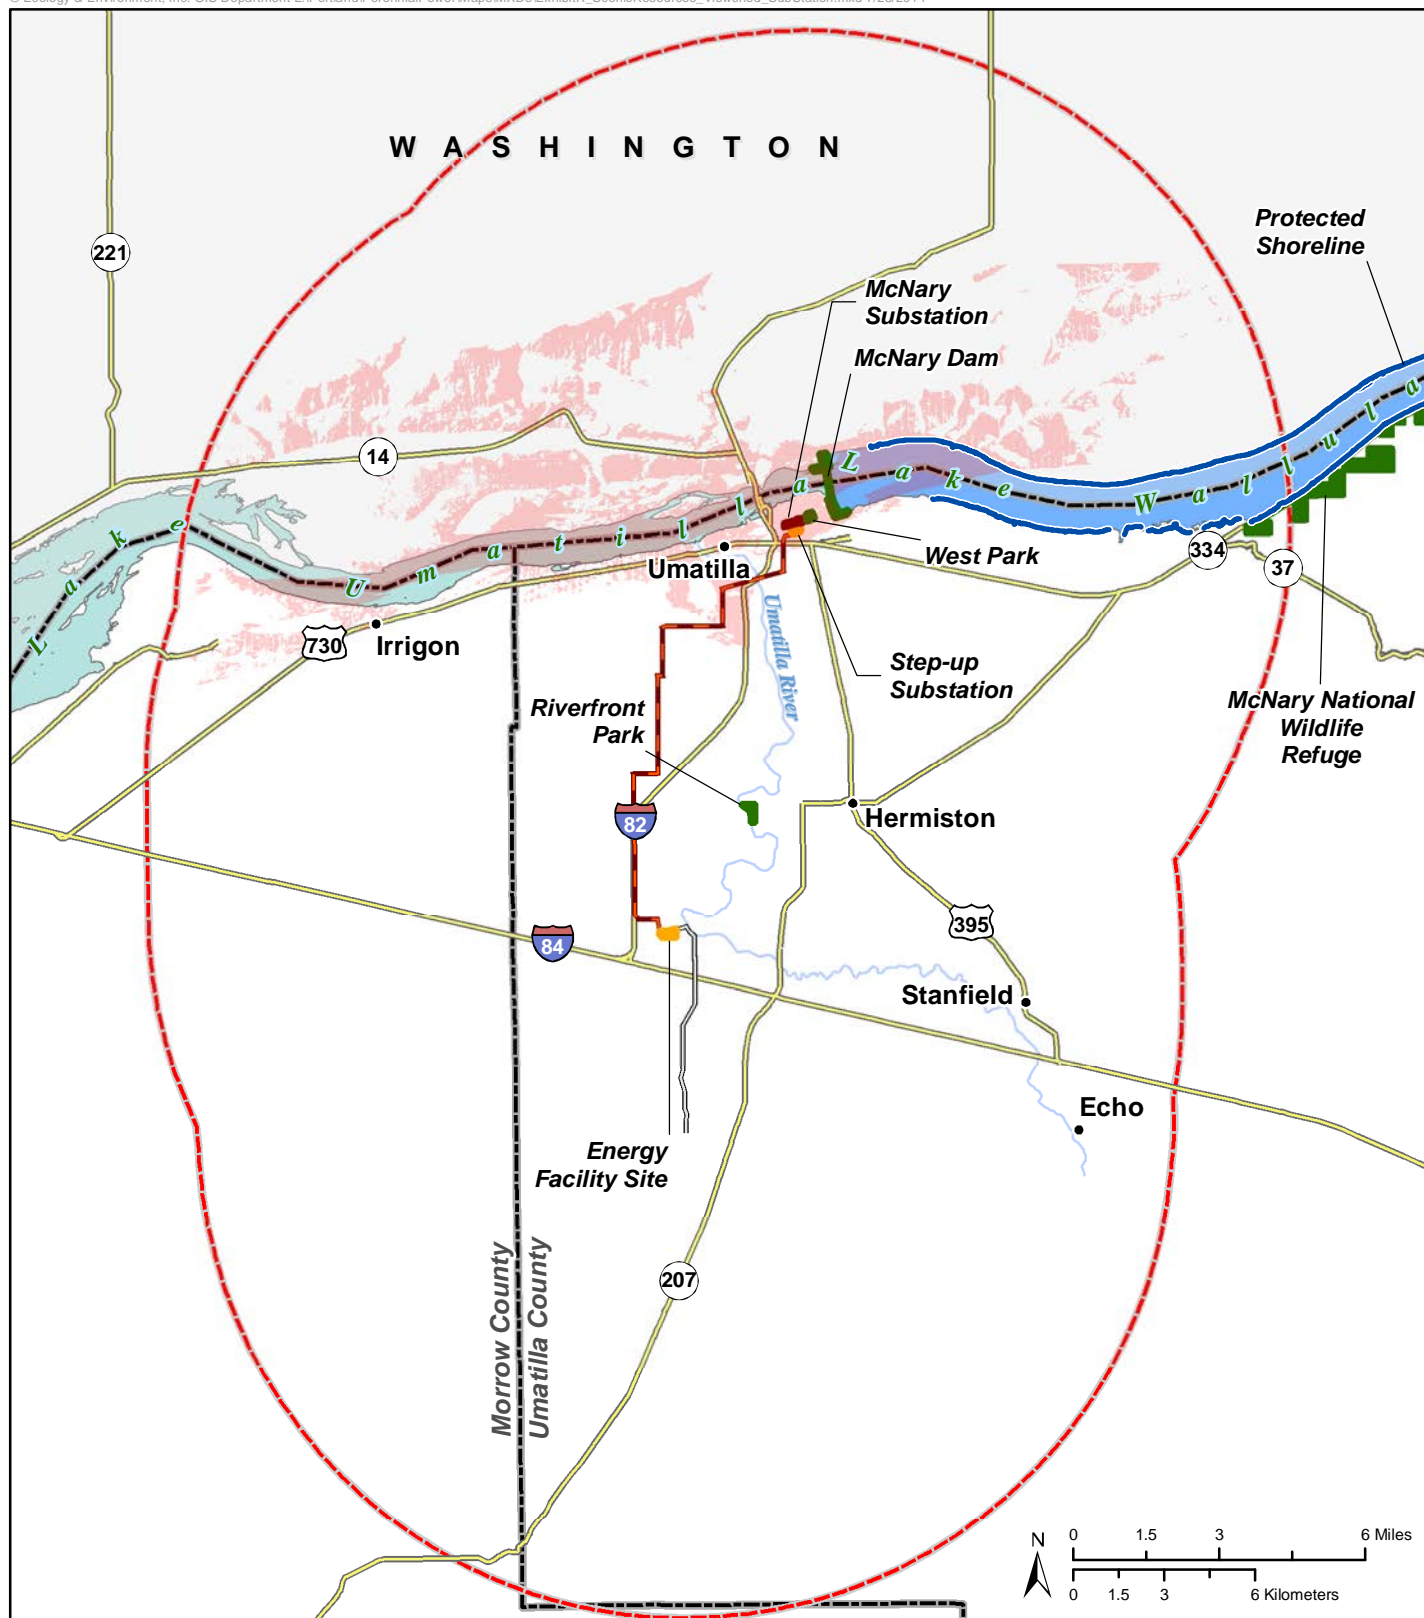 WASHINGTON
221
Protected
Shoreline
McNary
Substation
McNary Dam
14
Lake Umatilla
Lake Wallula
334
37
West Park
Umatilla
730
Irrigon
Umatilla River
Step-up
Substation
McNary National
Wildlife
Refuge
Riverfront
Park
82
Hermiston
395
84
Stanfield
Echo
Energy
Facility Site
Morrow County
Umatilla County
207
N
0 1.5 3 6 Miles
0 1.5 3 6 Kilometers